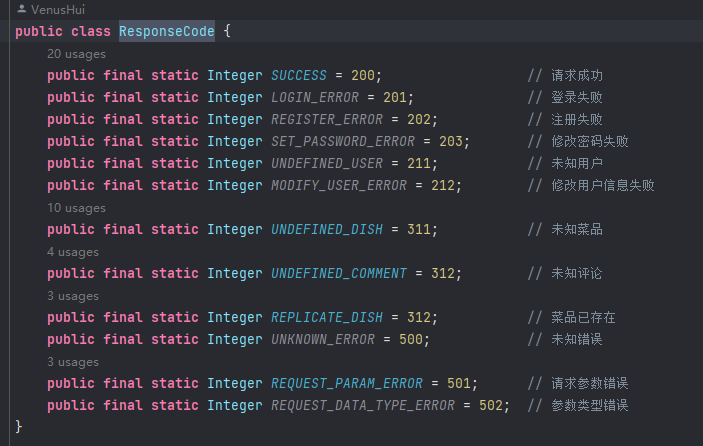 VenusHui
public class ResponseCode {
20 usages
public final static Integer SUCCESS = 200; // 请求成功
public final static Integer LOGIN_ERROR = 201; // 登录失败
public final static Integer REGISTER_ERROR = 202; // 注册失败
public final static Integer SET_PASSWORD_ERROR = 203; // 修改密码失败
public final static Integer UNDEFINED_USER = 211; // 未知用户
public final static Integer MODIFY_USER_ERROR = 212; // 修改用户信息失败
10 usages
public final static Integer UNDEFINED_DISH = 311; // 未知菜品
4 usages
public final static Integer UNDEFINED_COMMENT = 312; // 未知评论
3 usages
public final static Integer REPLICATE_DISH = 312; // 菜品已存在
public final static Integer UNKNOWN_ERROR = 500; // 未知错误
3 usages
public final static Integer REQUEST_PARAM_ERROR = 501; // 请求参数错误
public final static Integer REQUEST_DATA_TYPE_ERROR = 502; // 参数类型错误
}